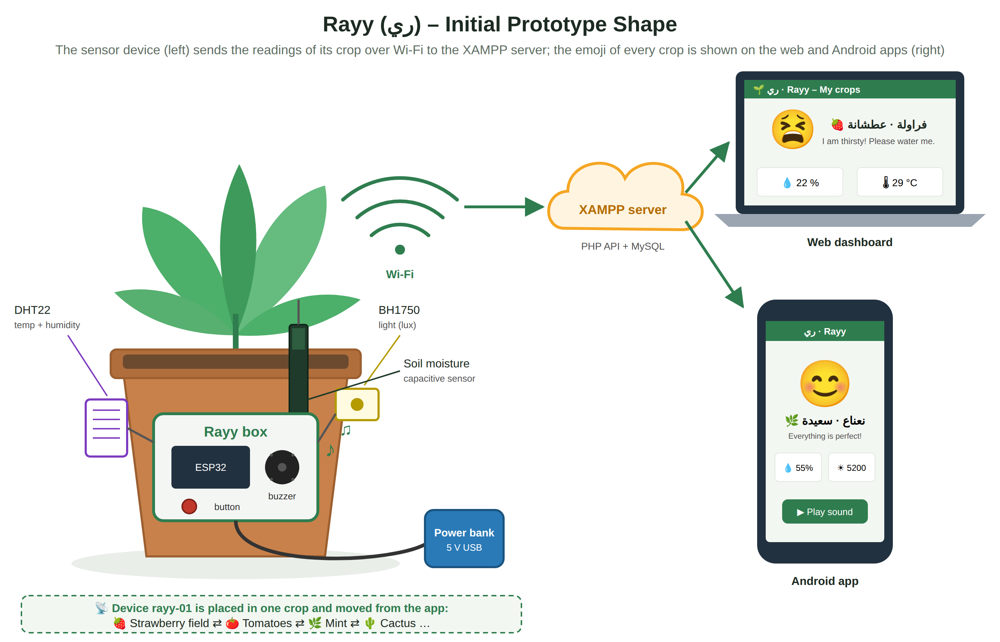 Rayy (ري) – Initial Prototype Shape
The sensor device (left) sends the readings of its crop over Wi-Fi to the XAMPP server; the emoji of every crop is shown on the web and Android apps (right)
🌱 ري · Rayy – My crops
🍓 فراولة · عطشانة
I am thirsty! Please water me.
💧 22 %
🌡 29 °C
Web dashboard
XAMPP server
PHP API + MySQL
Wi-Fi
DHT22
temp + humidity
BH1750
light (lux)
Soil moisture
capacitive sensor
Rayy box
ESP32
buzzer
button
♫
♪
Power bank
5 V USB
ري · Rayy
🌿 نعناع · سعيدة
Everything is perfect!
💧 55%
☀ 5200
▶ Play sound
Android app
📡 Device rayy-01 is placed in one crop and moved from the app:
🍓 Strawberry field ⇄ 🍅 Tomatoes ⇄ 🌿 Mint ⇄ 🌵 Cactus …